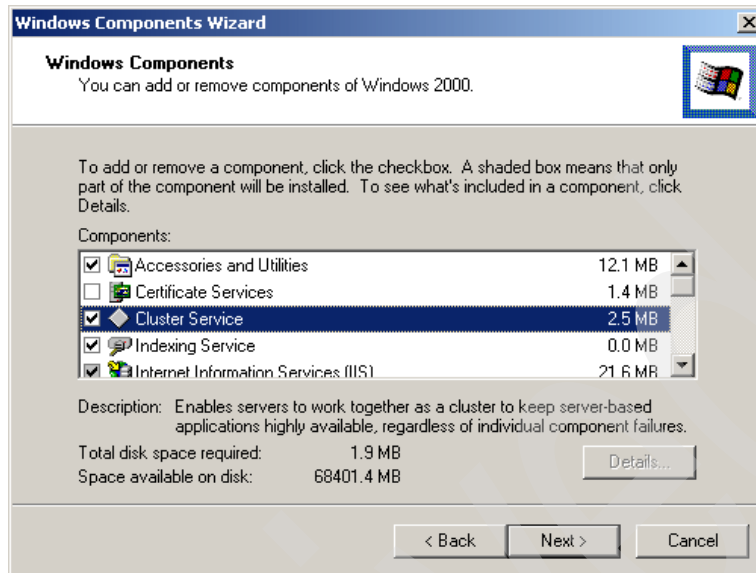 Windows Components Wizard
Windows Components
You can add or remove components of Windows 2000.
To add or remove a component, click the checkbox. A shaded box means that only
part of the component will be installed. To see what's included in a component, click
Details.
Components:
Accessories and Utilities 12.1 MB
Certificate Services 1.4 MB
Cluster Service 2.5 MB
Indexing Service 0.0 MB
Internet Information Services (IIS) 21.6 MB
Description: Enables servers to work together as a cluster to keep server-based
applications highly available, regardless of individual component failures.
Total disk space required: 1.9 MB
Space available on disk: 68401.4 MB
Details...
< Back Next > Cancel